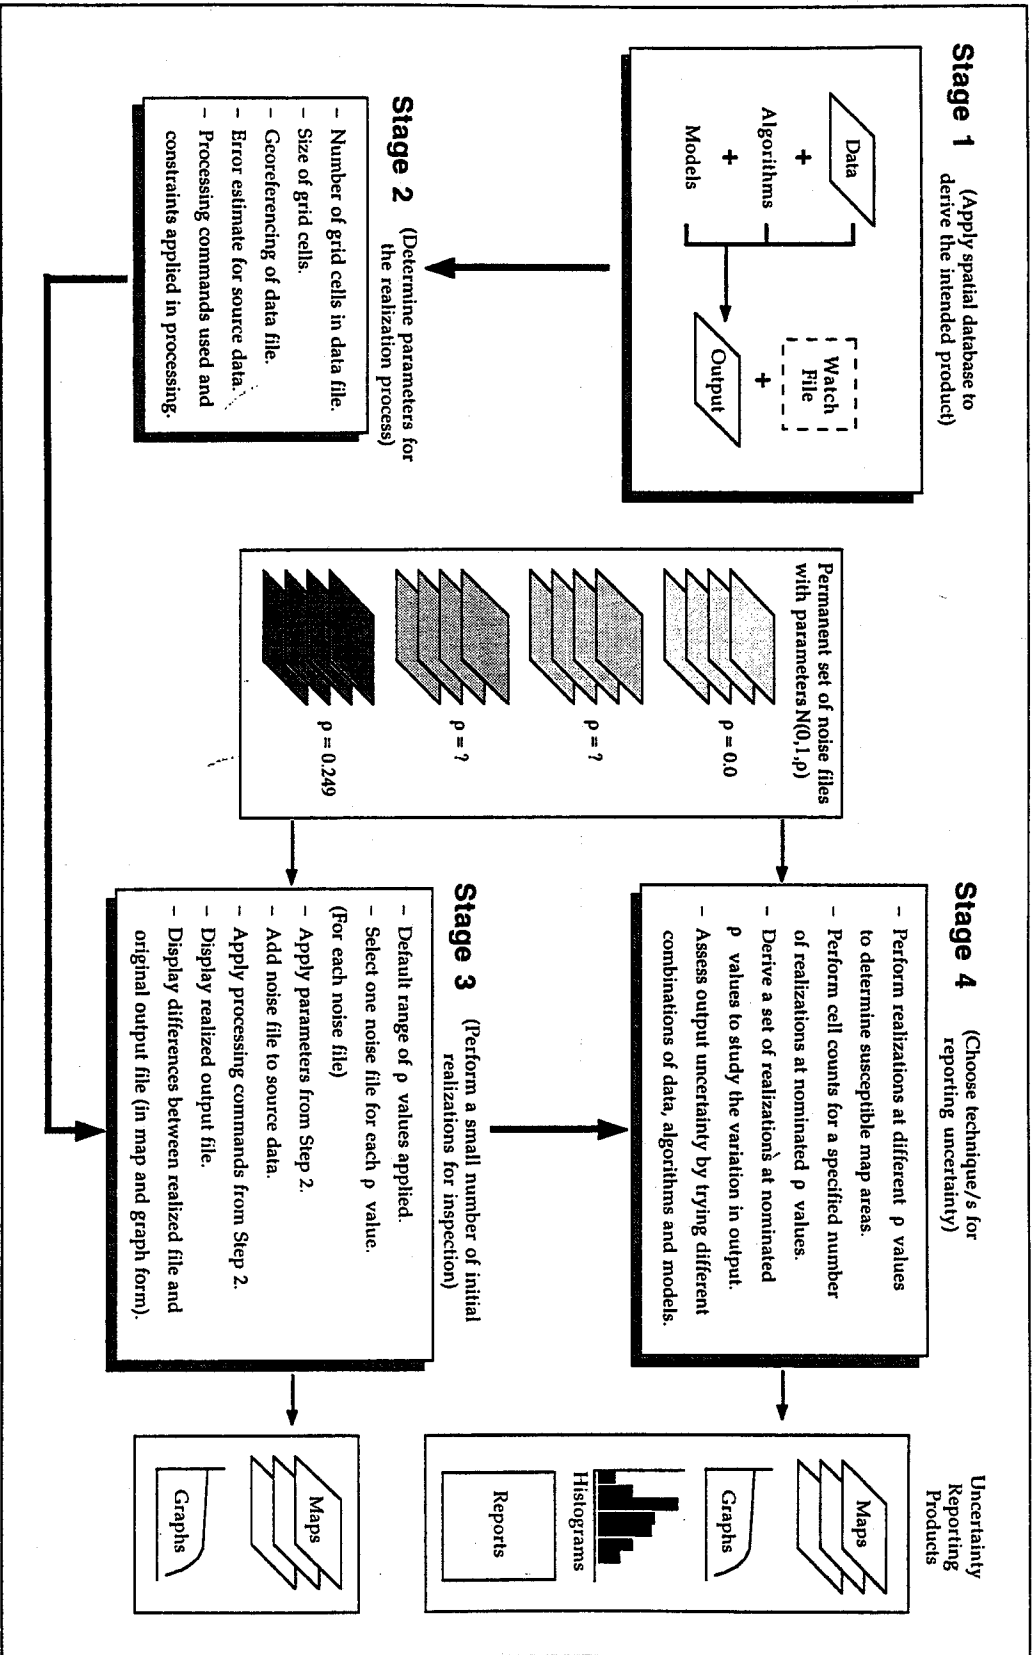 Stage 1
(Apply spatial database to
derive the intended product)
Data
+
Algorithms
+
Models
Watch
File
+
Output
Stage 2
(Determine parameters for
the realization process)
- Number of grid cells in data file.
- Size of grid cells.
- Georeferencing of data file.
- Error estimate for source data.
- Processing commands used and
constraints applied in processing.
Permanent set of noise files
with parameters N(0,1,ρ)
ρ = 0.0
ρ = ?
ρ = ?
ρ = 0.249
Stage 4
(Choose technique/s for
reporting uncertainty)
- Perform realizations at different ρ values
to determine susceptible map areas.
- Perform cell counts for a specified number
of realizations at nominated ρ values.
- Derive a set of realizations at nominated
ρ values to study the variation in output.
- Assess output uncertainty by trying different
combinations of data, algorithms and models.
Stage 3
(Perform a small number of initial
realizations for inspection)
- Default range of ρ values applied.
- Select one noise file for each ρ value.
(For each noise file)
- Apply parameters from Step 2.
- Add noise file to source data.
- Apply processing commands from Step 2.
- Display realized output file.
- Display differences between realized file and
original output file (in map and graph form).
Uncertainty
Reporting
Products
Maps
Graphs
Histograms
Reports
Maps
Graphs